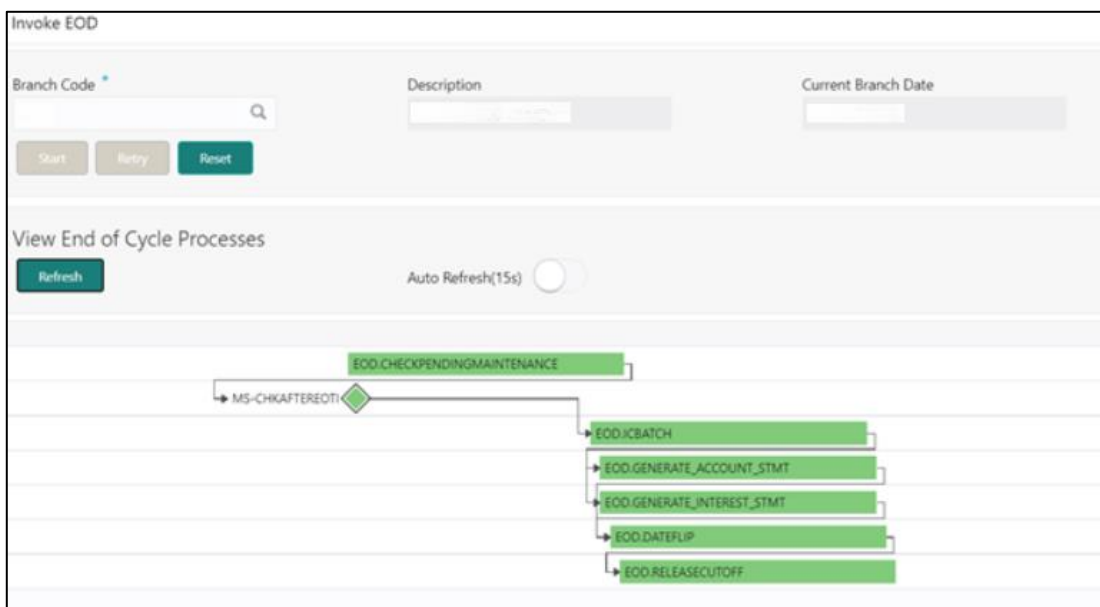 Invoke EOD
Branch Code *
Description
Current Branch Date
Start
Retry
Reset
View End of Cycle Processes
Refresh
Auto Refresh(15s)
EOD.CHECKPENDINGMAINTENANCE
MS-CHKAFTEREOTI
EOD.ICBATCH
EOD.GENERATE_ACCOUNT_STMT
EOD.GENERATE_INTEREST_STMT
EOD.DATEFLIP
EOD.RELEASECUTOFF